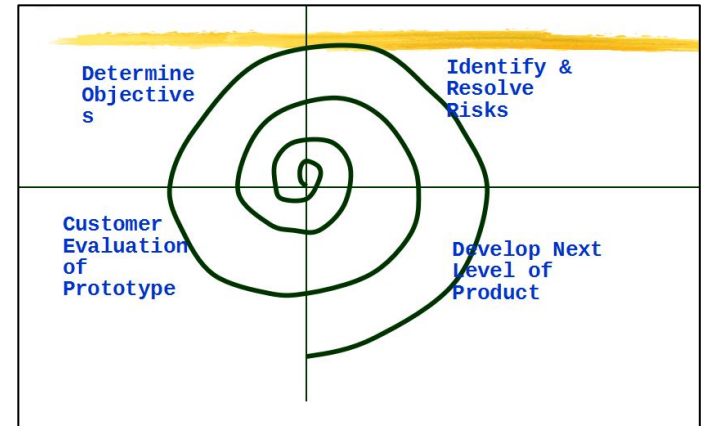 Determine
Objective
s
Identify &
Resolve
Risks
Customer
Evaluation
of
Prototype
Develop Next
Level of
Product